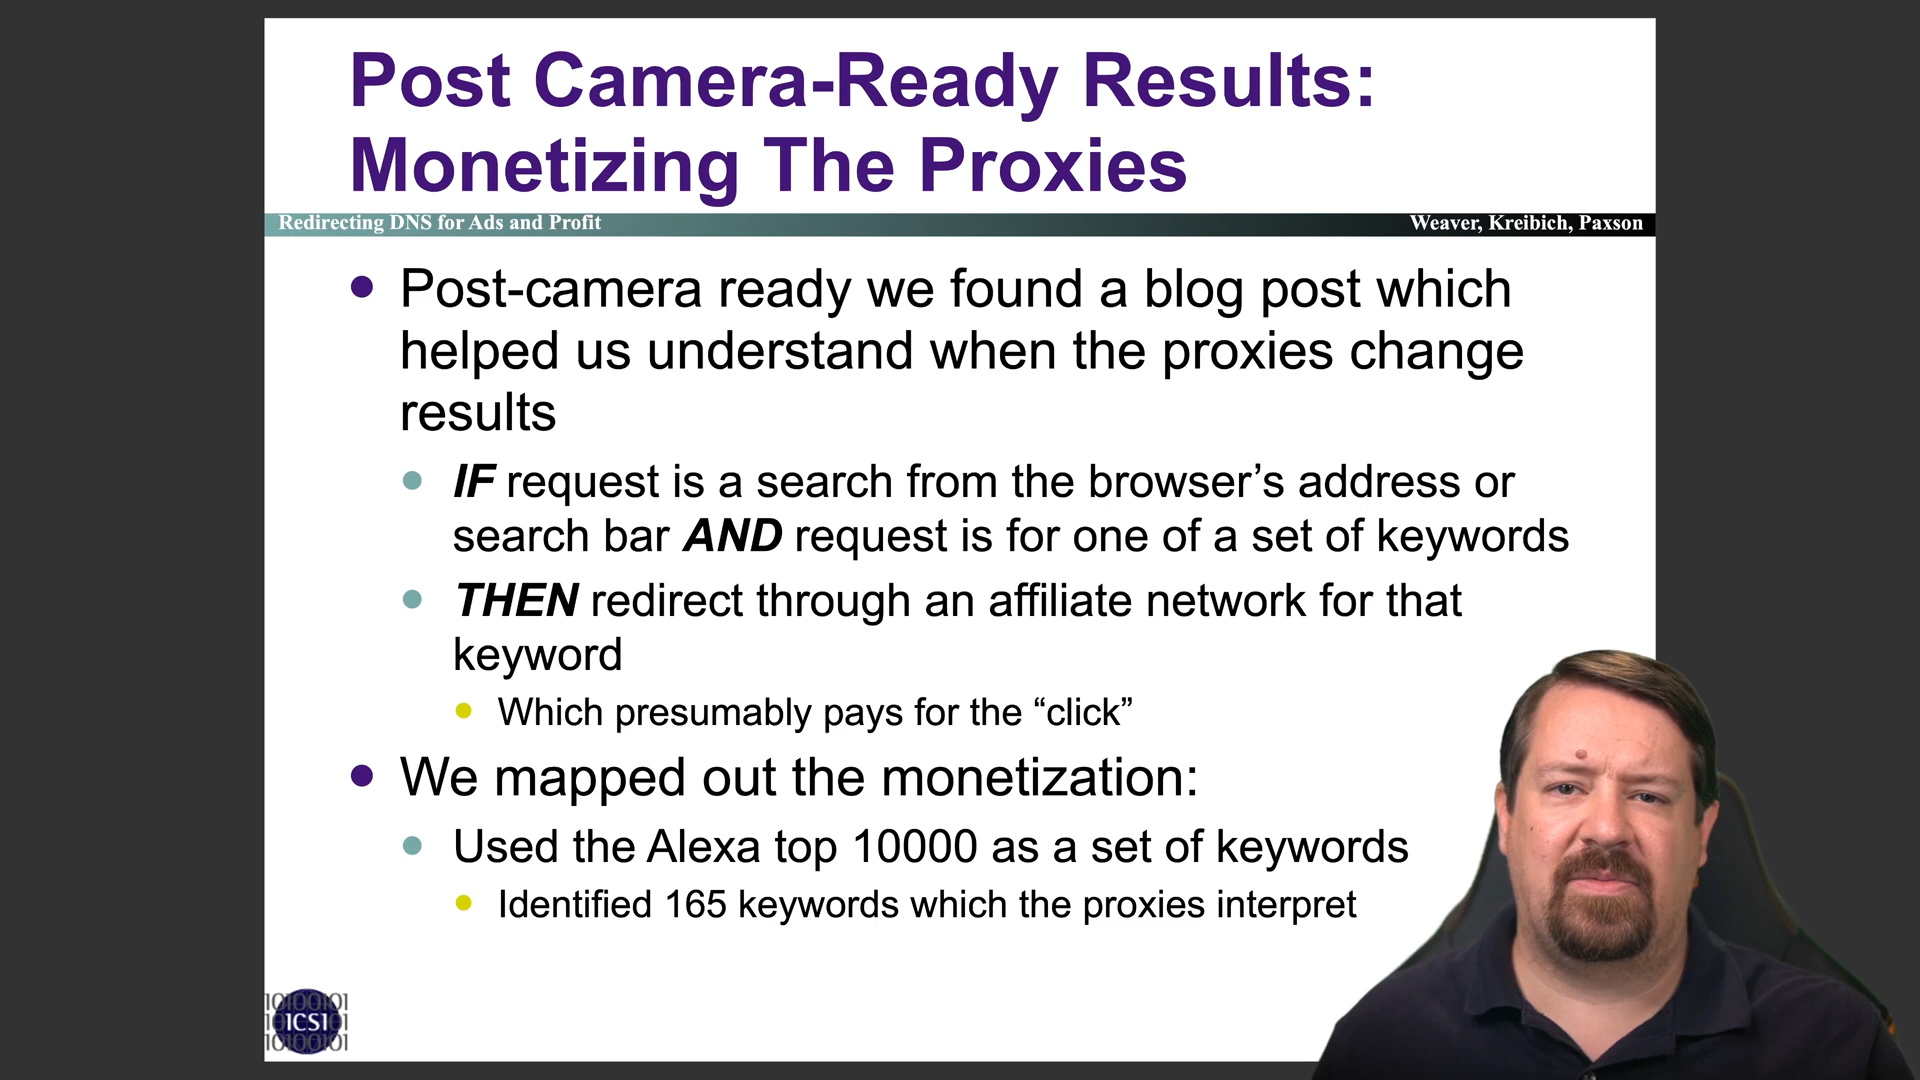 Post Camera-Ready Results:
Monetizing The Proxies
Redirecting DNS for Ads and Profit
Weaver, Kreibich, Paxson
Post-camera ready we found a blog post which
helped us understand when the proxies change
results
IF request is a search from the browser’s address or
search bar AND request is for one of a set of keywords
THEN redirect through an affiliate network for that
keyword
Which presumably pays for the “click”
We mapped out the monetization:
Used the Alexa top 10000 as a set of keywords
Identified 165 keywords which the proxies interpret
10100101
ICSI
10100101